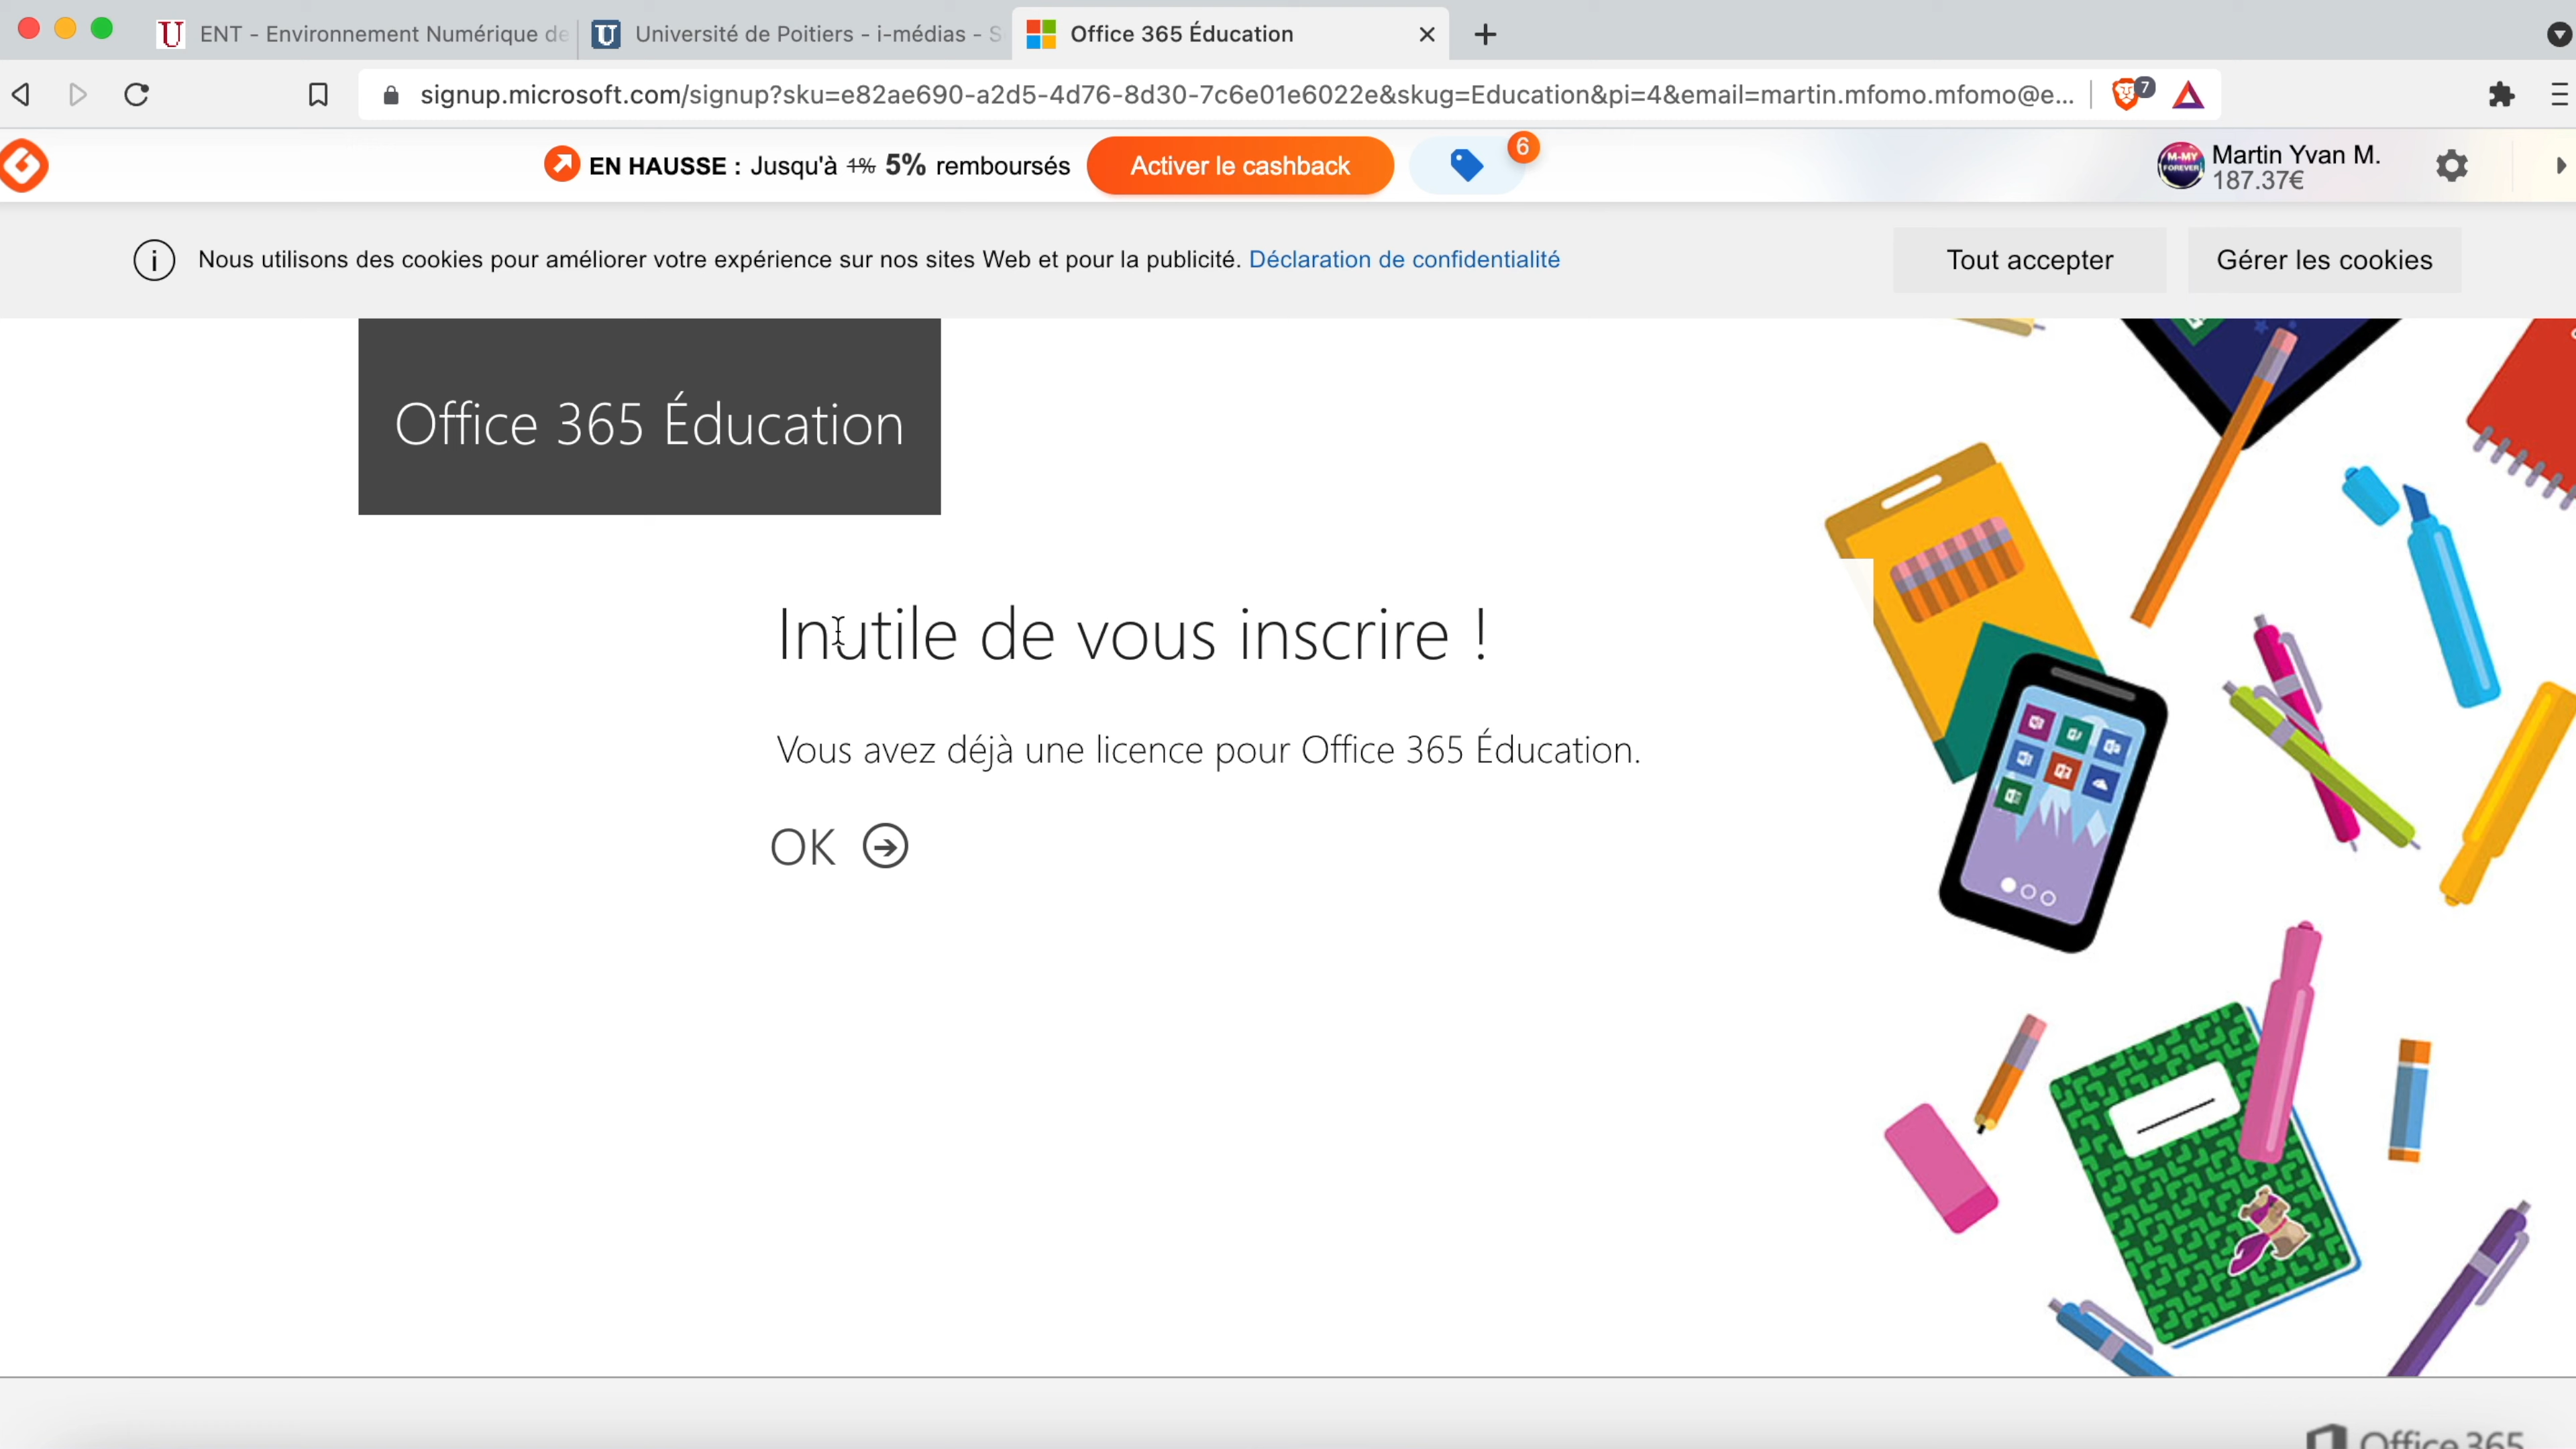 ENT - Environnement Numérique de
Université de Poitiers - i-médias - S
Office 365 Éducation
signup.microsoft.com/signup?sku=e82ae690-a2d5-4d76-8d30-7c6e01e6022e&skug=Education&pi=4&email=martin.mfomo.mfomo@e...
7
EN HAUSSE : Jusqu'à 1% 5% remboursés
Activer le cashback
6
M-MY
FOREVER
Martin Yvan M.
187.37€
Nous utilisons des cookies pour améliorer votre expérience sur nos sites Web et pour la publicité. Déclaration de confidentialité
Tout accepter
Gérer les cookies
Office 365 Éducation
Inutile de vous inscrire !
Vous avez déjà une licence pour Office 365 Éducation.
OK
Office 365